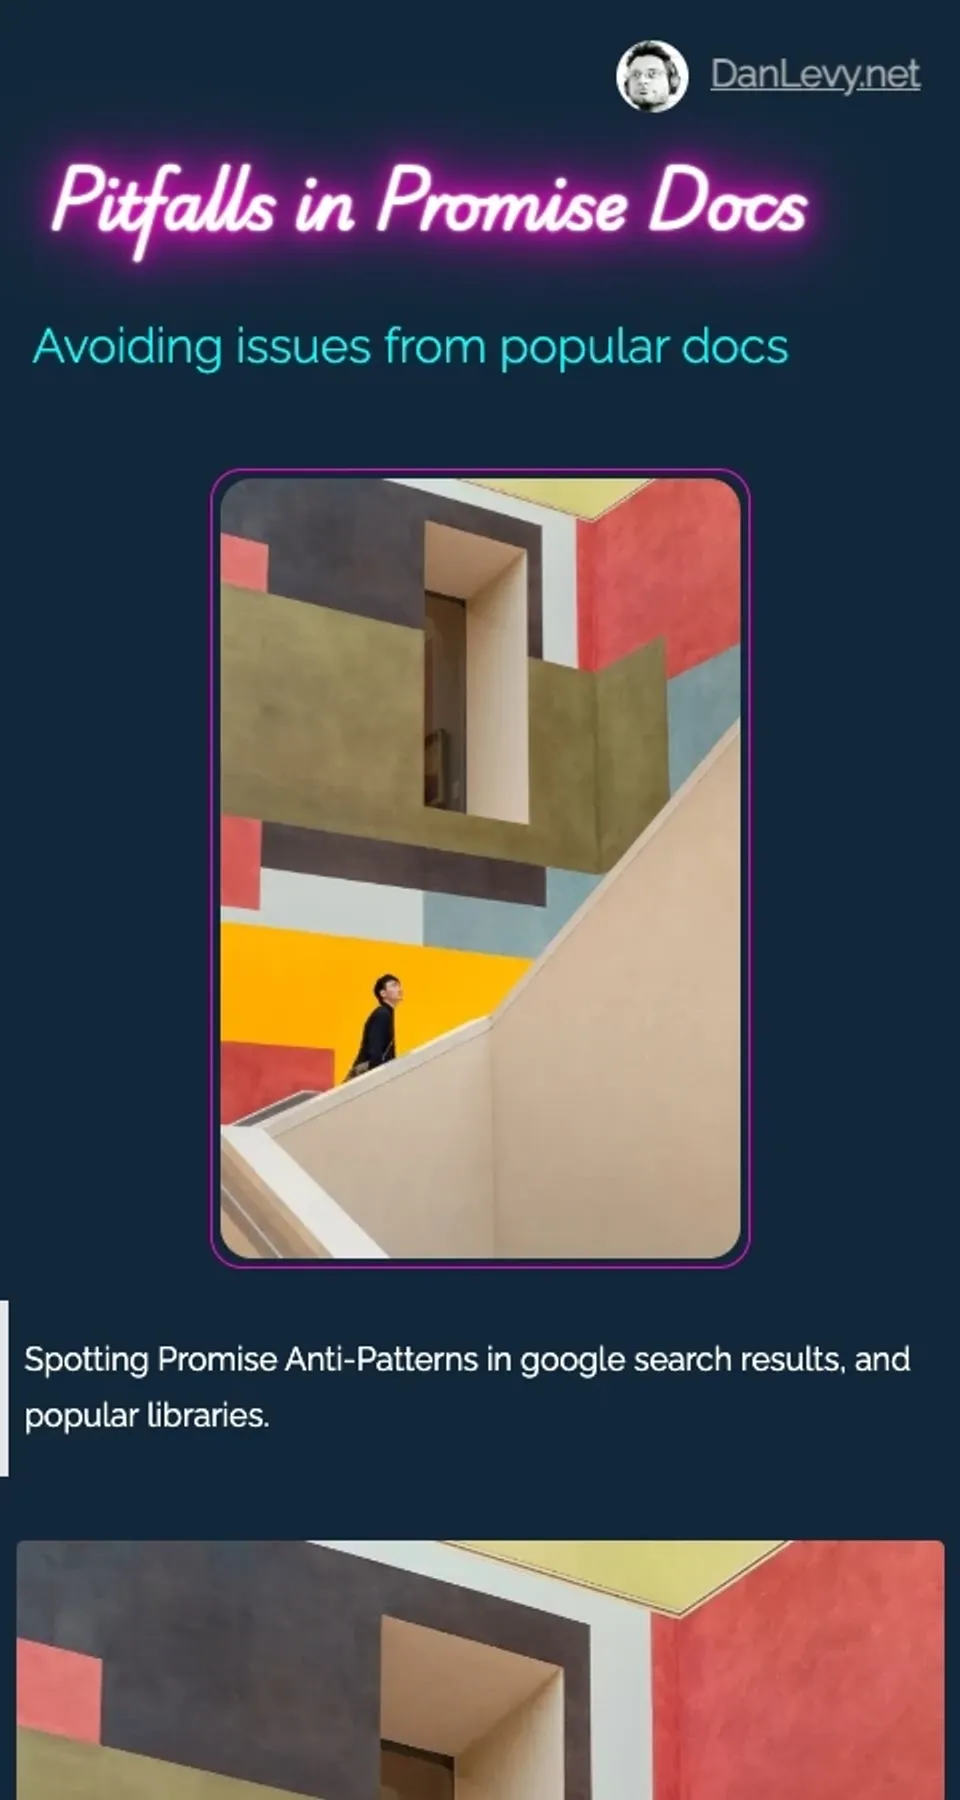 DanLevy.net
Pitfalls in Promise Docs
Avoiding issues from popular docs
Spotting Promise Anti-Patterns in google search results, and
popular libraries.